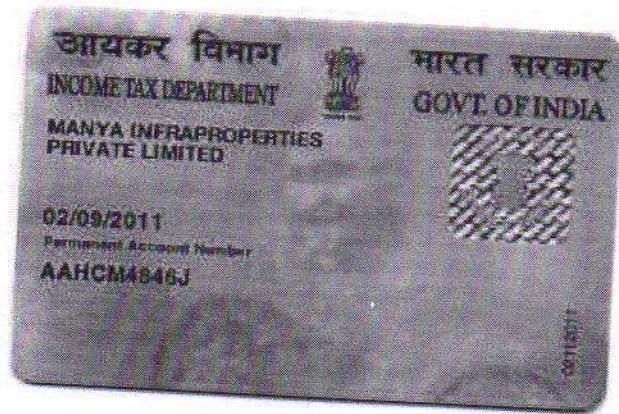 आयकर विभाग
INCOME TAX DEPARTMENT
भारत सरकार
GOVT. OF INDIA
MANYA INFRAPROPERTIES
PRIVATE LIMITED
02/09/2011
Permanent Account Number
AAHCM4846J